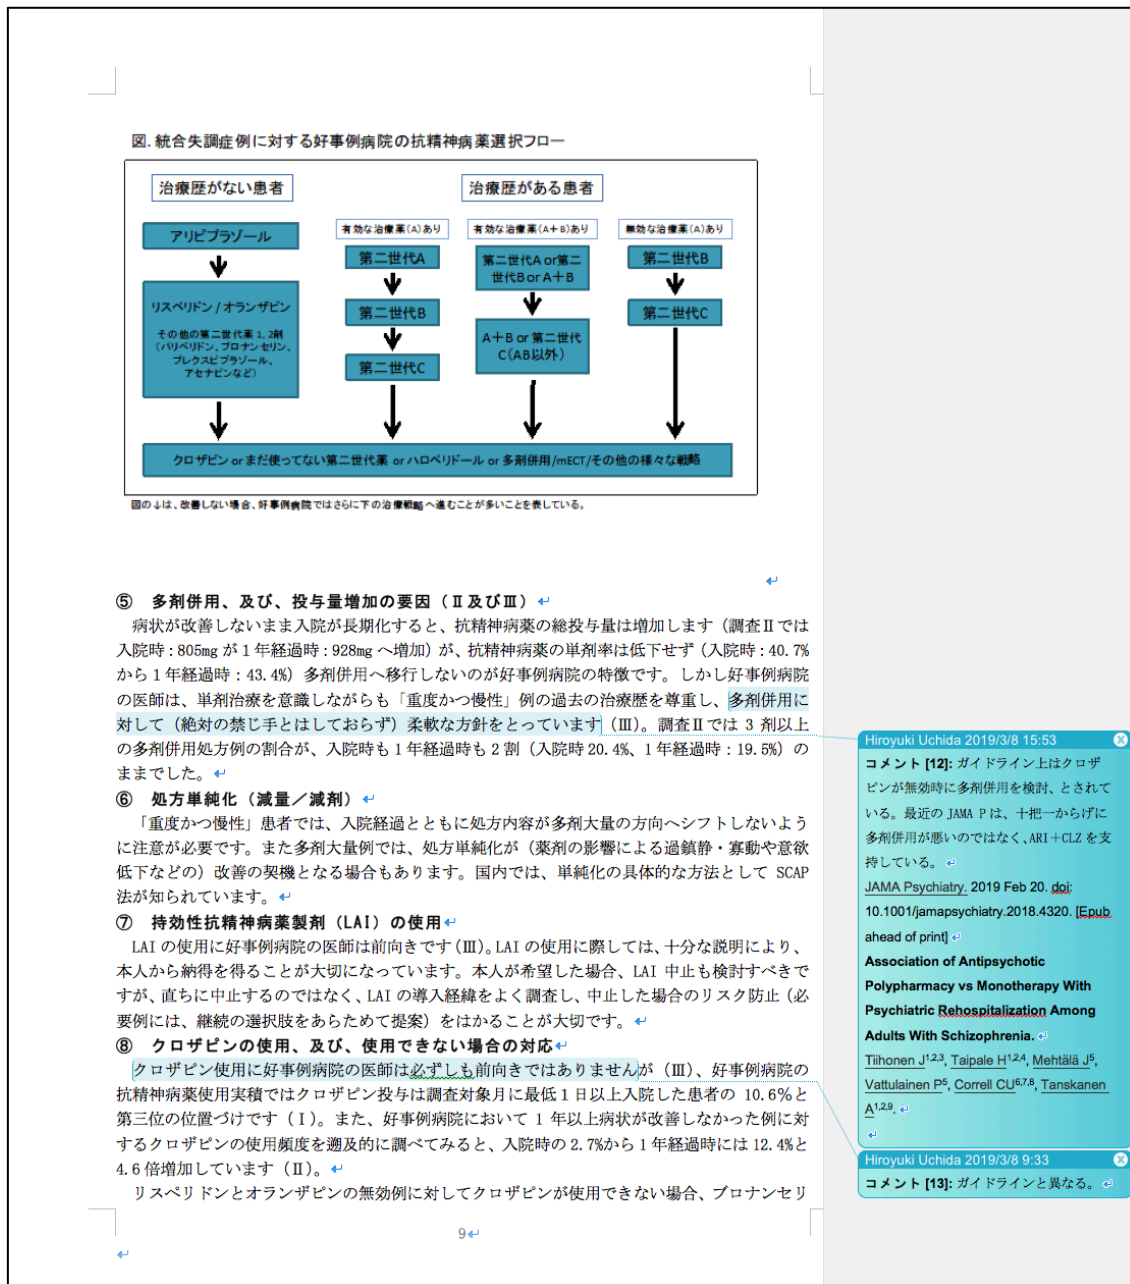 図. 統合失調症例に対する好事例病院の抗精神病薬選択フロー
治療歴がない患者
治療歴がある患者
アリピプラゾール
リスペリドン / オランザピン
その他の第二世代薬 1, 2剤
(パリペリドン、ブロナンセリン、
ブレクスピプラゾール、
アセナピンなど)
有効な治療薬(A)あり
第二世代A
第二世代B
第二世代C
有効な治療薬(A+B)あり
第二世代A or第二
世代B or A+B
A+B or 第二世代
C(AB以外)
無効な治療薬(A)あり
第二世代B
第二世代C
クロザピン or まだ使ってない第二世代薬 or ハロペリドール or 多剤併用/mECT/その他の様々な戦略
図の↓は、改善しない場合、好事例病院ではさらに下の治療戦略へ進むことが多いことを表している。
⑤ 多剤併用、及び、投与量増加の要因(Ⅱ及びⅢ)
病状が改善しないまま入院が長期化すると、抗精神病薬の総投与量は増加します(調査Ⅱでは
入院時:805mg が 1 年経過時:928mg へ増加)が、抗精神病薬の単剤率は低下せず(入院時:40.7%
から 1 年経過時:43.4%)多剤併用へ移行しないのが好事例病院の特徴です。しかし好事例病院
の医師は、単剤治療を意識しながらも「重度かつ慢性」例の過去の治療歴を尊重し、多剤併用に
対して(絶対の禁じ手とはしておらず)柔軟な方針をとっています(Ⅲ)。調査Ⅱでは 3 剤以上
の多剤併用処方例の割合が、入院時も 1 年経過時も 2 割(入院時 20.4%、1 年経過時:19.5%)の
ままでした。
⑥ 処方単純化(減量/減剤)
「重度かつ慢性」患者では、入院経過とともに処方内容が多剤大量の方向へシフトしないよう
に注意が必要です。また多剤大量例では、処方単純化が(薬剤の影響による過鎮静・寡動や意欲
低下などの)改善の契機となる場合もあります。国内では、単純化の具体的な方法として SCAP
法が知られています。
⑦ 持効性抗精神病薬製剤(LAI)の使用
LAI の使用に好事例病院の医師は前向きです(Ⅲ)。LAI の使用に際しては、十分な説明により、
本人から納得を得ることが大切になっています。本人が希望した場合、LAI 中止も検討すべきで
すが、直ちに中止するのではなく、LAI の導入経緯をよく調査し、中止した場合のリスク防止(必
要例には、継続の選択肢をあらためて提案)をはかることが大切です。
⑧ クロザピンの使用、及び、使用できない場合の対応
クロザピン使用に好事例病院の医師は必ずしも前向きではありませんが(Ⅲ)、好事例病院の
抗精神病薬使用実績ではクロザピン投与は調査対象月に最低 1 日以上入院した患者の 10.6%と
第三位の位置づけです(Ⅰ)。また、好事例病院において 1 年以上病状が改善しなかった例に対
するクロザピンの使用頻度を遡及的に調べてみると、入院時の 2.7%から 1 年経過時には 12.4%と
4.6 倍増加しています(Ⅱ)。
リスペリドンとオランザピンの無効例に対してクロザピンが使用できない場合、ブロナンセリ
9
Hiroyuki Uchida 2019/3/8 15:53
コメント [12]: ガイドライン上はクロザ
ピンが無効時に多剤併用を検討、とされて
いる。最近の JAMA P は、十把一からげに
多剤併用が悪いのではなく、ARI+CLZ を支
持している。
JAMA Psychiatry. 2019 Feb 20. doi:
10.1001/jamapsychiatry.2018.4320. [Epub
ahead of print]
Association of Antipsychotic
Polypharmacy vs Monotherapy With
Psychiatric Rehospitalization Among
Adults With Schizophrenia.
Tiihonen J1,2,3, Taipale H1,2,4, Mehtälä J5,
Vattulainen P5, Correll CU6,7,8, Tanskanen
A1,2,9.
Hiroyuki Uchida 2019/3/8 9:33
コメント [13]: ガイドラインと異なる。